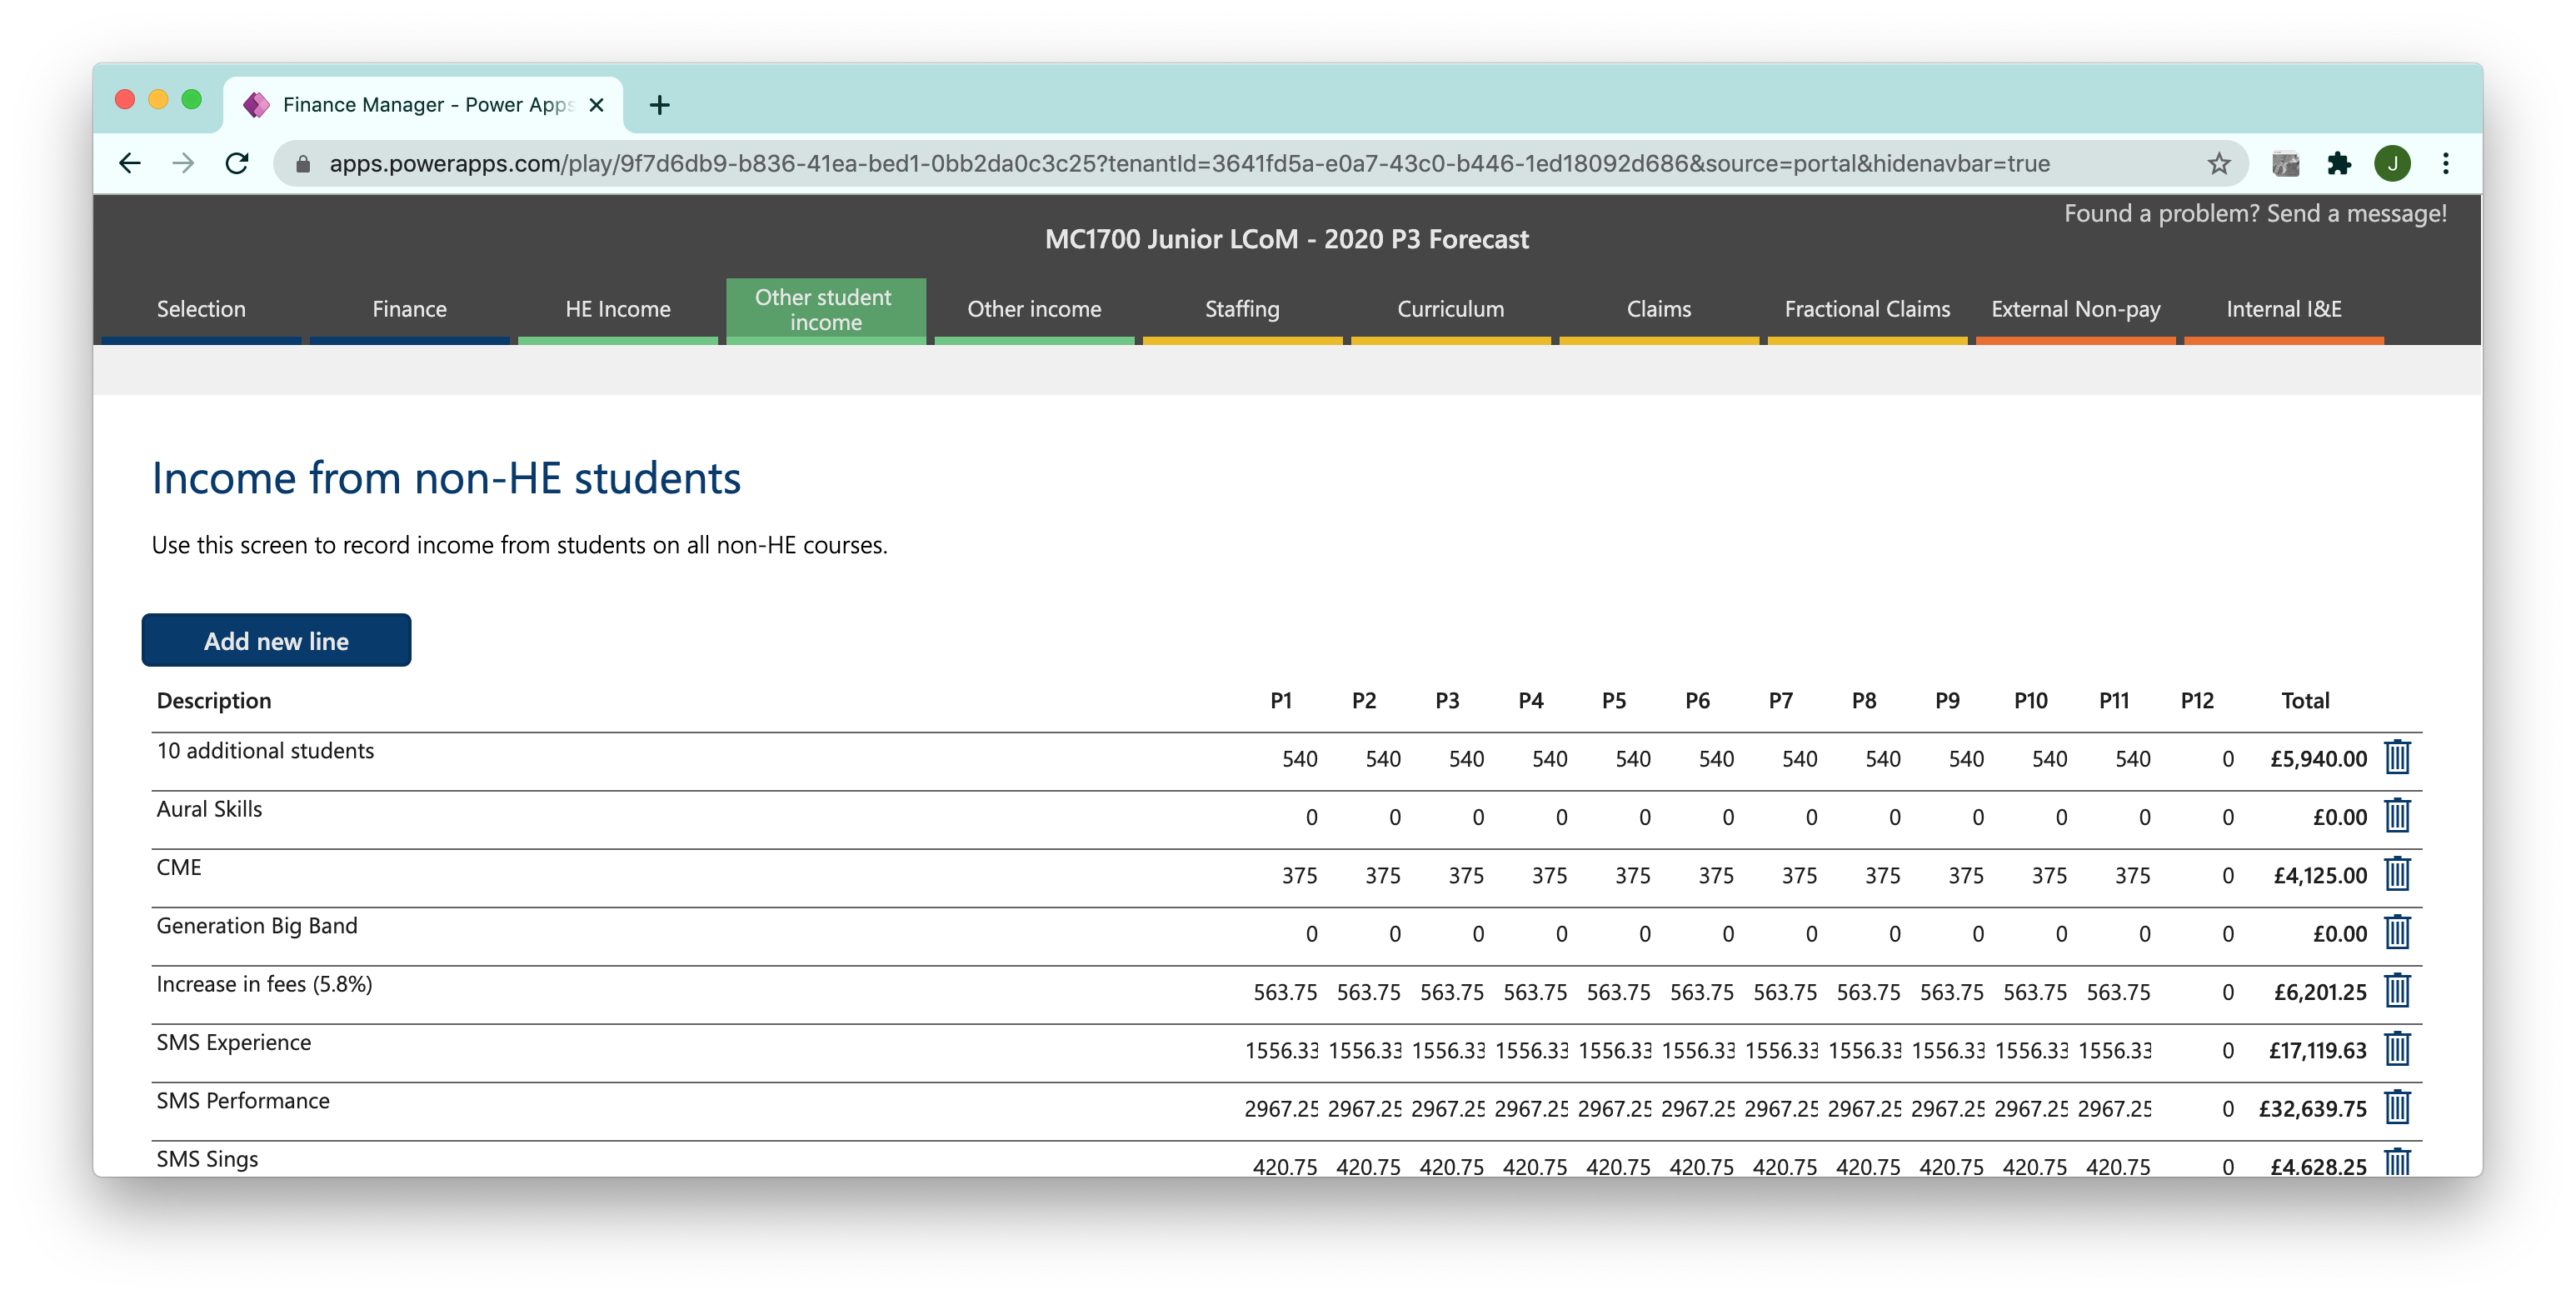 Finance Manager - Power Apps
apps.powerapps.com/play/9f7d6db9-b836-41ea-bed1-0bb2da0c3c25?tenantId=3641fd5a-e0a7-43c0-b446-1ed18092d686&source=portal&hidenavbar=true
J
Found a problem? Send a message!
MC1700 Junior LCoM - 2020 P3 Forecast
Selection Finance HE Income Other student income Other income Staffing Curriculum Claims Fractional Claims External Non-pay Internal I&E
Income from non-HE students
Use this screen to record income from students on all non-HE courses.
Add new line
Description P1 P2 P3 P4 P5 P6 P7 P8 P9 P10 P11 P12 Total
10 additional students 540 540 540 540 540 540 540 540 540 540 540 0 £5,940.00
Aural Skills 0 0 0 0 0 0 0 0 0 0 0 0 £0.00
CME 375 375 375 375 375 375 375 375 375 375 375 0 £4,125.00
Generation Big Band 0 0 0 0 0 0 0 0 0 0 0 0 £0.00
Increase in fees (5.8%) 563.75 563.75 563.75 563.75 563.75 563.75 563.75 563.75 563.75 563.75 563.75 0 £6,201.25
SMS Experience 1556.33 1556.33 1556.33 1556.33 1556.33 1556.33 1556.33 1556.33 1556.33 1556.33 1556.33 0 £17,119.63
SMS Performance 2967.25 2967.25 2967.25 2967.25 2967.25 2967.25 2967.25 2967.25 2967.25 2967.25 2967.25 0 £32,639.75
SMS Sings 420.75 420.75 420.75 420.75 420.75 420.75 420.75 420.75 420.75 420.75 420.75 0 £4,628.25